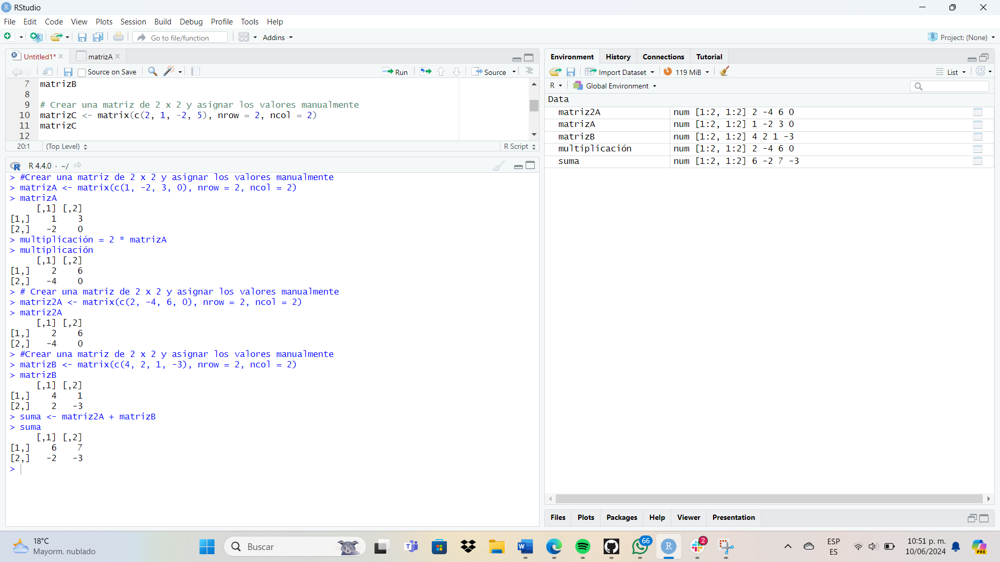 RStudio
File Edit Code View Plots Session Build Debug Profile Tools Help
Go to file/function
Addins
Project: (None)
Untitled1*
matrizA
Source on Save
Run
Source
7 matrizB
8
9 # Crear una matriz de 2 x 2 y asignar los valores manualmente
10 matrizC <- matrix(c(2, 1, -2, 5), nrow = 2, ncol = 2)
11 matrizC
12
20:1 (Top Level) R Script
R 4.4.0 · ~/
> #Crear una matriz de 2 x 2 y asignar los valores manualmente
> matrizA <- matrix(c(1, -2, 3, 0), nrow = 2, ncol = 2)
> matrizA
     [,1] [,2]
[1,]    1    3
[2,]   -2    0
> multiplicación = 2 * matrizA
> multiplicación
     [,1] [,2]
[1,]    2    6
[2,]   -4    0
> # Crear una matriz de 2 x 2 y asignar los valores manualmente
> matriz2A <- matrix(c(2, -4, 6, 0), nrow = 2, ncol = 2)
> matriz2A
     [,1] [,2]
[1,]    2    6
[2,]   -4    0
> #Crear una matriz de 2 x 2 y asignar los valores manualmente
> matrizB <- matrix(c(4, 2, 1, -3), nrow = 2, ncol = 2)
> matrizB
     [,1] [,2]
[1,]    4    1
[2,]    2   -3
> suma <- matriz2A + matrizB
> suma
     [,1] [,2]
[1,]    6    7
[2,]   -2   -3
>
Environment History Connections Tutorial
Import Dataset 119 MiB List
R Global Environment
Data
matriz2A num [1:2, 1:2] 2 -4 6 0
matrizA num [1:2, 1:2] 1 -2 3 0
matrizB num [1:2, 1:2] 4 2 1 -3
multiplicación num [1:2, 1:2] 2 -4 6 0
suma num [1:2, 1:2] 6 -2 7 -3
Files Plots Packages Help Viewer Presentation
18°C
Mayorm. nublado
Buscar
66
2
ESP
ES
10:51 p. m.
10/06/2024
PRE